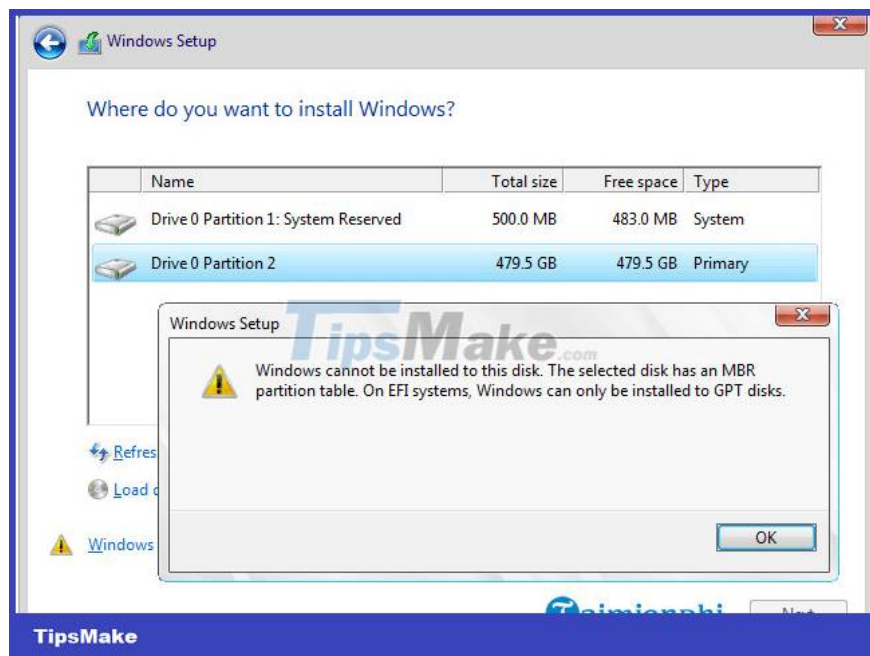 Windows Setup
Where do you want to install Windows?
Name Total size Free space Type
Drive 0 Partition 1: System Reserved 500.0 MB 483.0 MB System
Drive 0 Partition 2 479.5 GB 479.5 GB Primary
Windows Setup
TipsMake.com
Windows cannot be installed to this disk. The selected disk has an MBR
partition table. On EFI systems, Windows can only be installed to GPT disks.
Refres
Load
Windows
OK
TipsMake